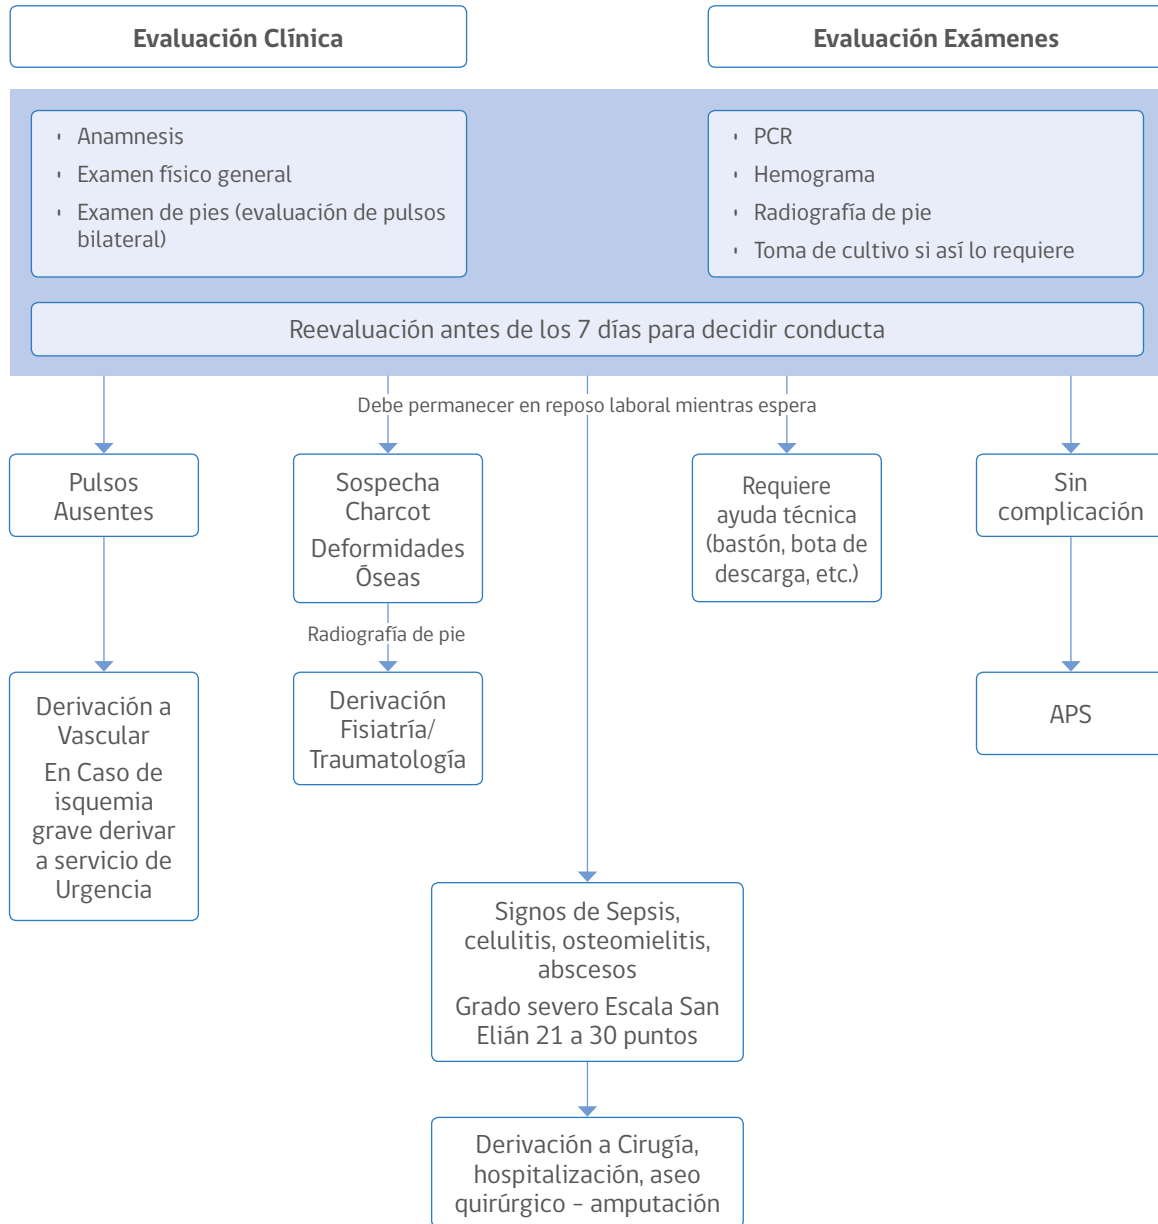 Evaluación Clínica
Evaluación Exámenes
• Anamnesis
• Examen físico general
• Examen de pies (evaluación de pulsos
bilateral)
• PCR
• Hemograma
• Radiografía de pie
• Toma de cultivo si así lo requiere
Reevaluación antes de los 7 días para decidir conducta
Debe permanecer en reposo laboral mientras espera
Pulsos
Ausentes
Sospecha
Charcot
Deformidades
Óseas
Requiere
ayuda técnica
(bastón, bota de
descarga, etc.)
Sin
complicación
Radiografía de pie
Derivación a
Vascular
En Caso de
isquemia
grave derivar
a servicio de
Urgencia
Derivación
Fisiatría/
Traumatología
APS
Signos de Sepsis,
celulitis, osteomielitis,
abscesos
Grado severo Escala San
Elián 21 a 30 puntos
Derivación a Cirugía,
hospitalización, aseo
quirúrgico – amputación